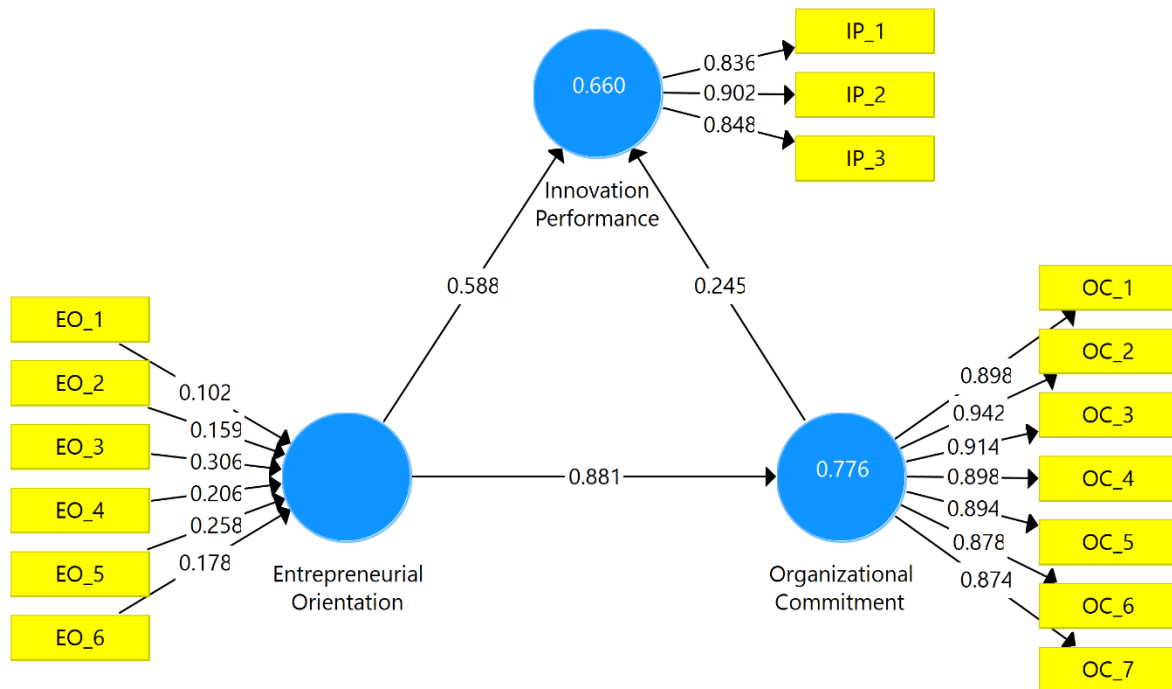 IP_1
0.836
0.660
0.902
IP_2
0.848
IP_3
Innovation
Performance
0.588
0.245
EO_1
EO_2
EO_3
EO_4
EO_5
EO_6
0.102
0.159
0.306
0.206
0.258
0.178
Entrepreneurial
Orientation
0.881
0.776
Organizational
Commitment
0.898
0.942
0.914
0.898
0.894
0.878
0.874
OC_1
OC_2
OC_3
OC_4
OC_5
OC_6
OC_7